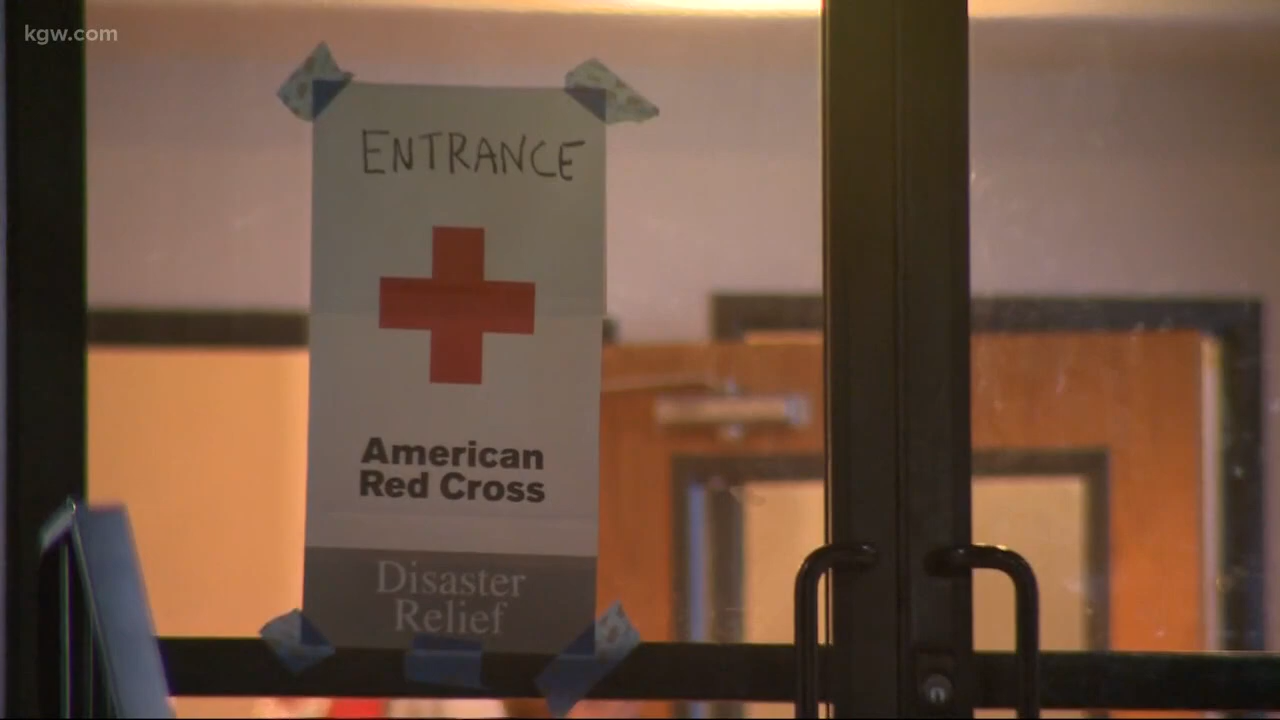 kgw.com
ENTRANCE
American
Red Cross
Disaster
Relief